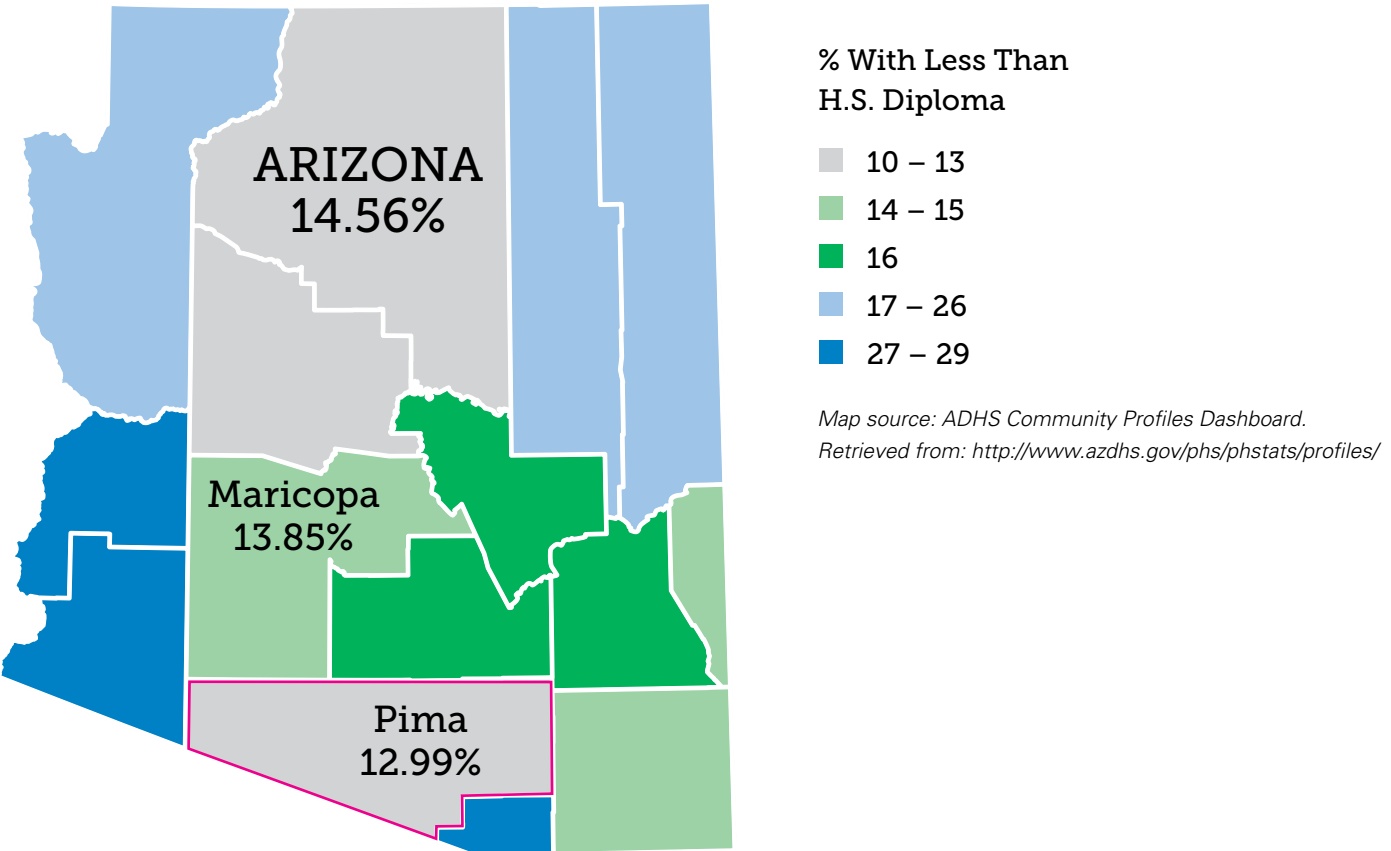 ARIZONA
14.56%
Maricopa
13.85%
Pima
12.99%
% With Less Than
H.S. Diploma
10 – 13
14 – 15
16
17 – 26
27 – 29
Map source: ADHS Community Profiles Dashboard.
Retrieved from: http://www.azdhs.gov/phs/phstats/profiles/